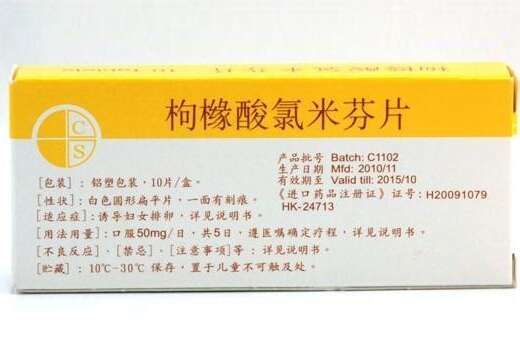 C
S
枸橼酸氯米芬片
产品批号 Batch: C1102
生产日期 Mfd: 2010/11
有效期至 Valid till: 2015/10
《进口药品注册证》证号: H20091079
HK-24713
[包装]: 铝塑包装,10片/盒。
[性状]: 白色圆形扁平片,一面有刻痕。
[适应症]: 诱导妇女排卵,详见说明书。
[用法用量]: 口服50mg/日,共5日,遵医嘱确定疗程,详见说明书。
[不良反应]、[禁忌]、[注意事项]等:详见说明书。
[贮藏]: 10℃-30℃ 保存,置于儿童不可触及处。